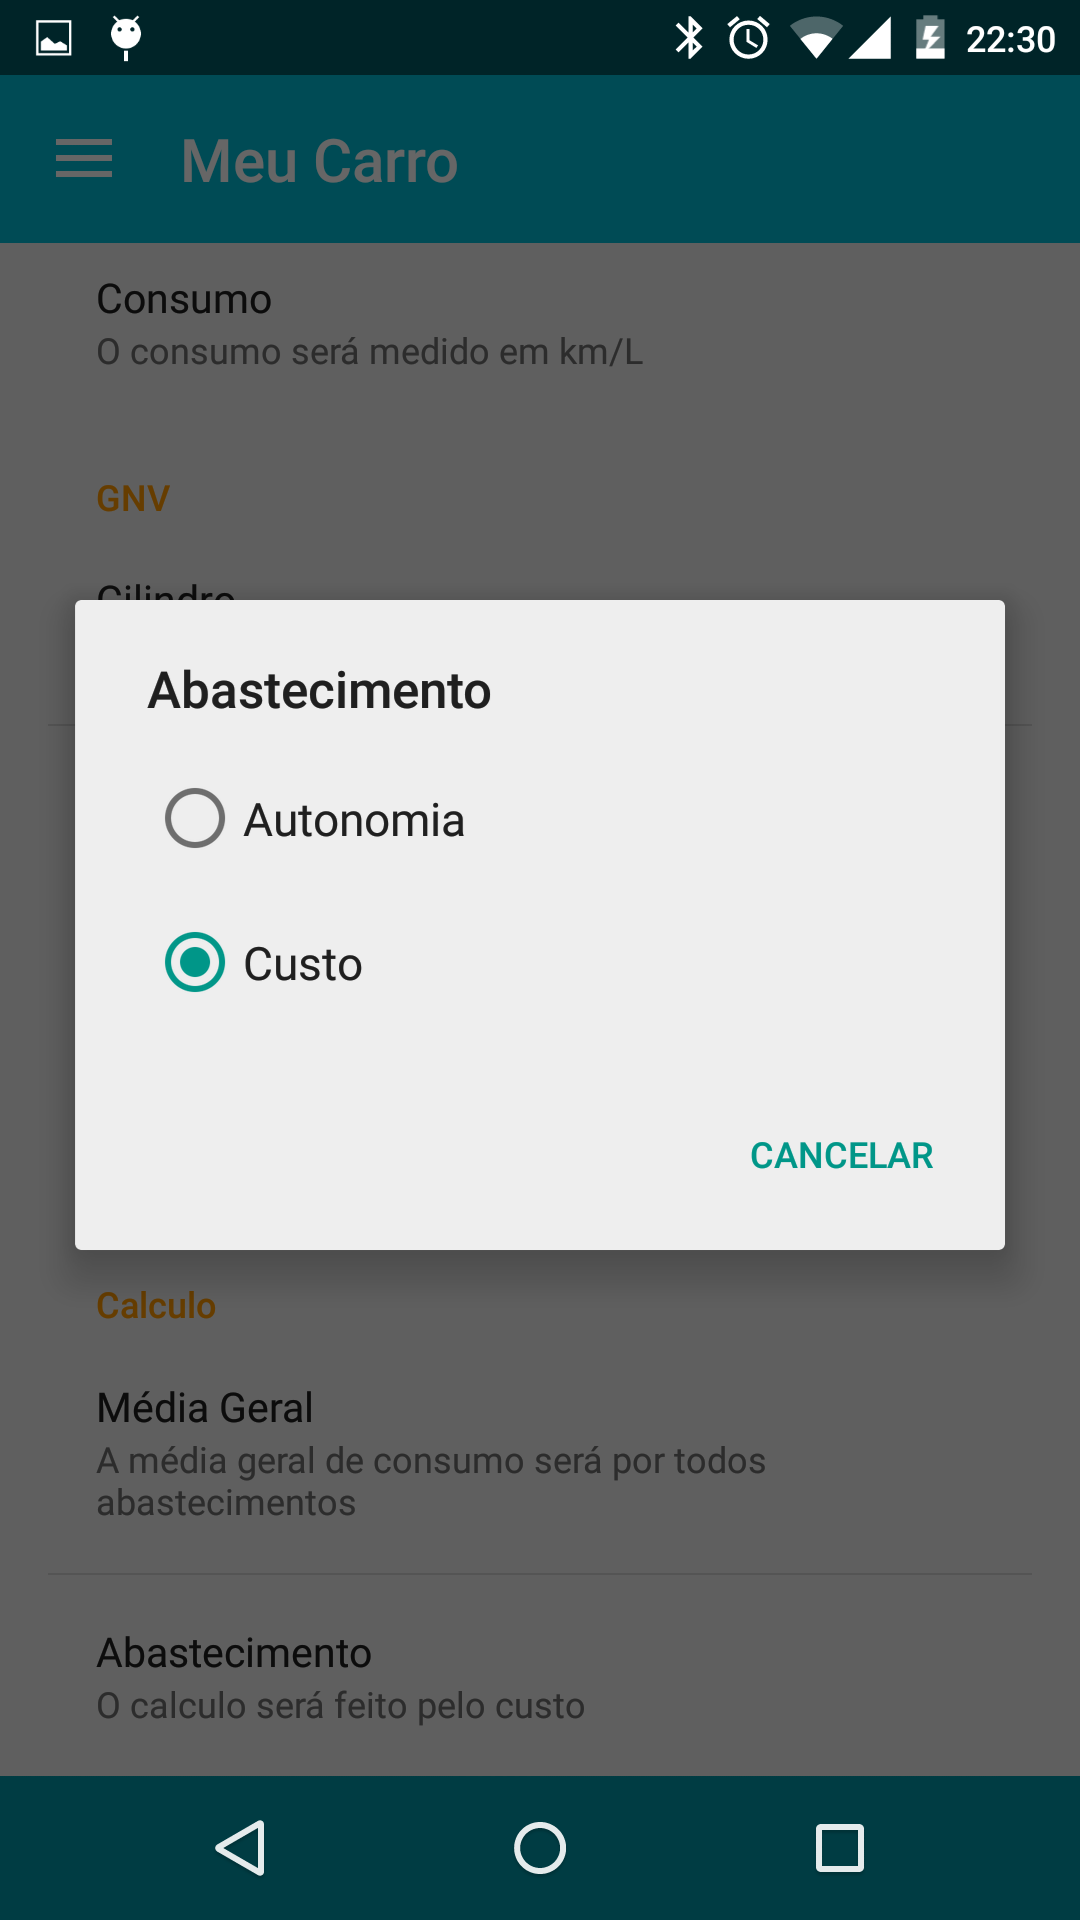 22:30
Meu Carro
Consumo
O consumo será medido em km/L
GNV
Cilindro
Abastecimento
Autonomia
Custo
CANCELAR
Calculo
Média Geral
A média geral de consumo será por todos
abastecimentos
Abastecimento
O calculo será feito pelo custo